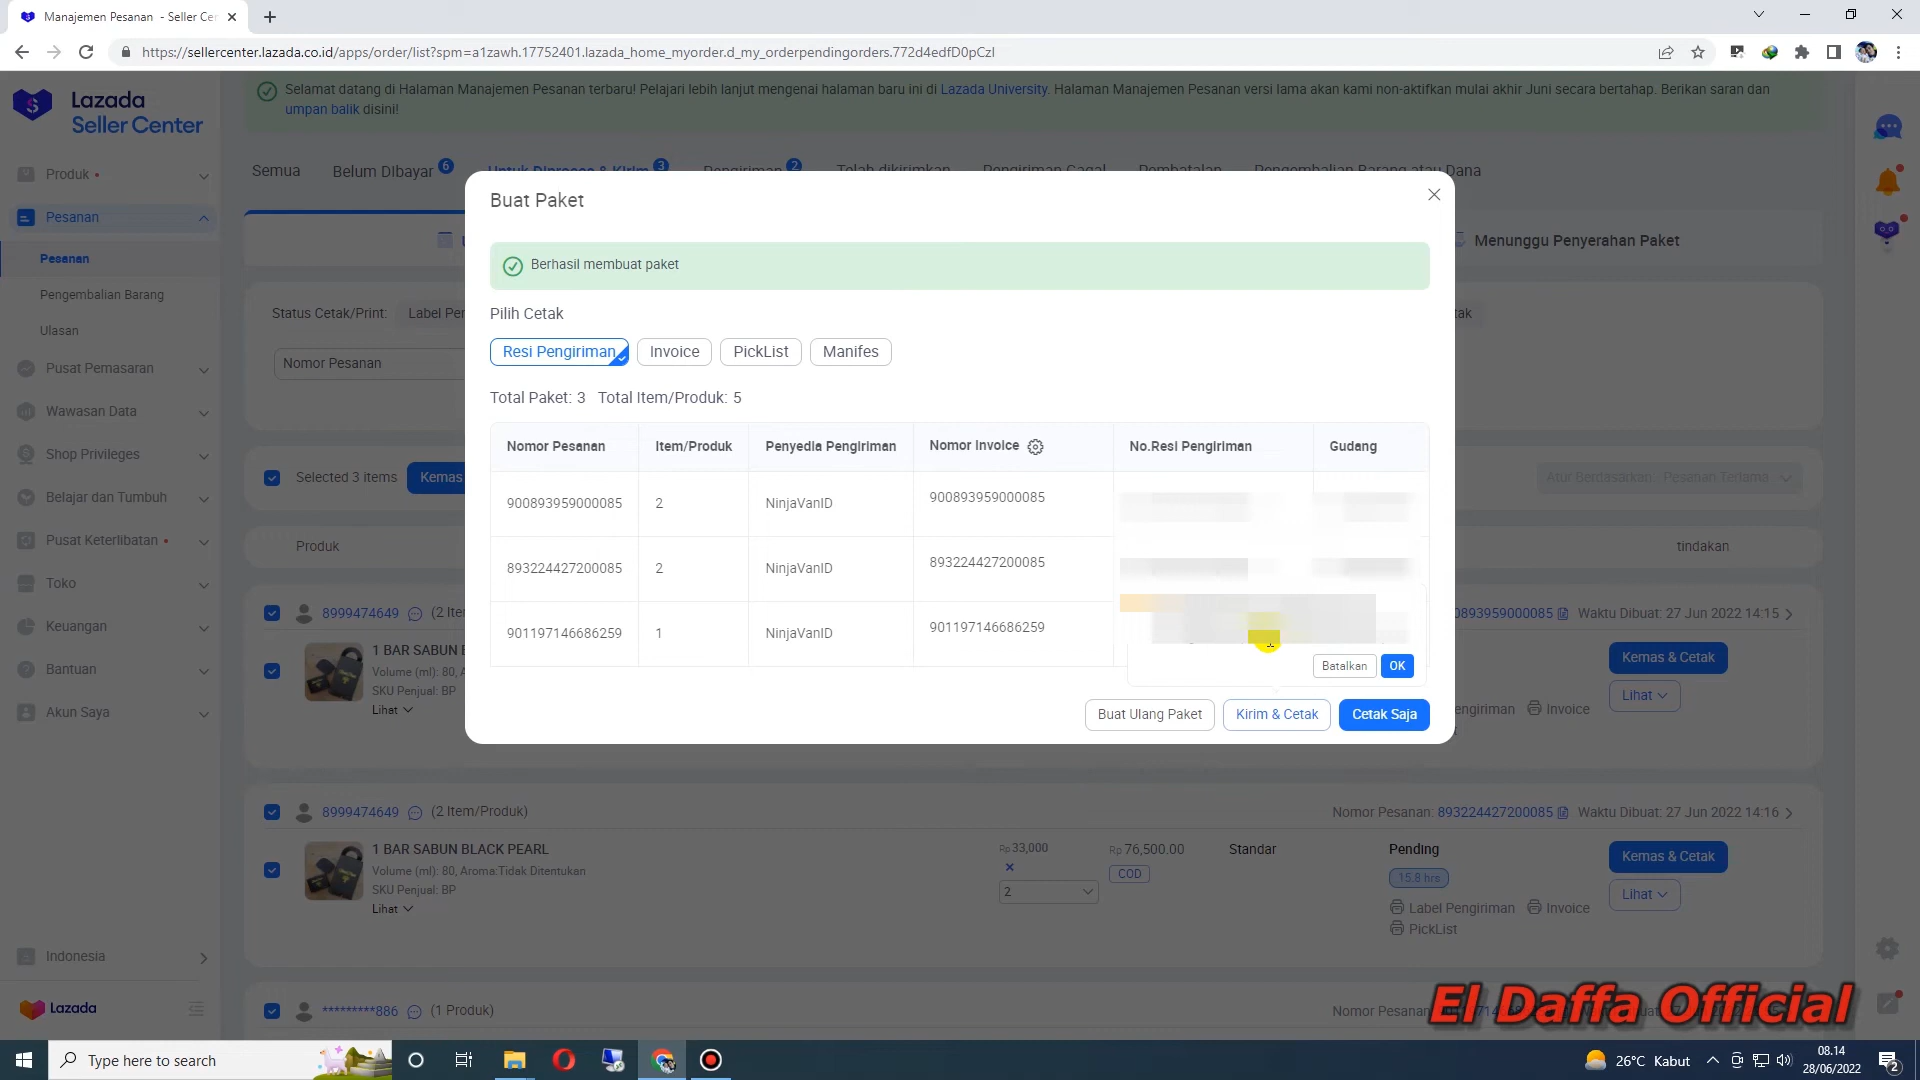 Manajemen Pesanan - Seller Cer
https://sellercenter.lazada.co.id/apps/order/list?spm=a1zawh.17752401.lazada_home_myorder.d_my_orderpendingorders.772d4edfD0pCzI
Lazada
Seller Center
Selamat datang di Halaman Manajemen Pesanan terbaru! Pelajari lebih lanjut mengenai halaman baru ini di Lazada University. Halaman Manajemen Pesanan versi lama akan kami non-aktifkan mulai akhir Juni secara bertahap. Berikan saran dan
umpan balik disini!
Semua
Belum DIbayar 6
Untuk Diproses & Kirim 3
Pengiriman 2
Telah dikirimkan
Pengiriman Gagal
Pembatalan
Pengembalian Barang atau Dana
Produk
Pesanan
Pesanan
Pengembalian Barang
Ulasan
Pusat Pemasaran
Wawasan Data
Shop Privileges
Belajar dan Tumbuh
Pusat Keterlibatan
Toko
Keuangan
Bantuan
Akun Saya
Indonesia
Lazada
Menunggu Penyerahan Paket
Status Cetak/Print: Label Per
tak
Nomor Pesanan
Selected 3 items
Kemas
Atur Berdasarkan: Pesanan Terlama
Produk
tindakan
Buat Paket
Berhasil membuat paket
Pilih Cetak
Resi Pengiriman
Invoice
PickList
Manifes
Total Paket: 3 Total Item/Produk: 5
Nomor Pesanan Item/Produk Penyedia Pengiriman Nomor Invoice No.Resi Pengiriman Gudang
900893959000085 2 NinjaVanID 900893959000085
893224427200085 2 NinjaVanID 893224427200085
901197146686259 1 NinjaVanID 901197146686259
Batalkan
OK
Buat Ulang Paket
Kirim & Cetak
Cetak Saja
8999474649 (2 Iter
0893959000085 Waktu Dibuat: 27 Jun 2022 14:15
1 BAR SABUN B
Volume (ml): 80, A
SKU Penjual: BP
Lihat
Kemas & Cetak
Lihat
engiriman Invoice
8999474649 (2 Item/Produk)
Nomor Pesanan: 893224427200085 Waktu Dibuat: 27 Jun 2022 14:16
1 BAR SABUN BLACK PEARL
Volume (ml): 80, Aroma:Tidak Ditentukan
SKU Penjual: BP
Lihat
Rp 33,000
×
2
Rp 76,500.00
COD
Standar
Pending
15.8 hrs
Label Pengiriman Invoice
PickList
Kemas & Cetak
Lihat
*********886 (1 Produk)
Nomor Pesanan
El Daffa Official
Type here to search
26°C Kabut
08.14
28/06/2022
2